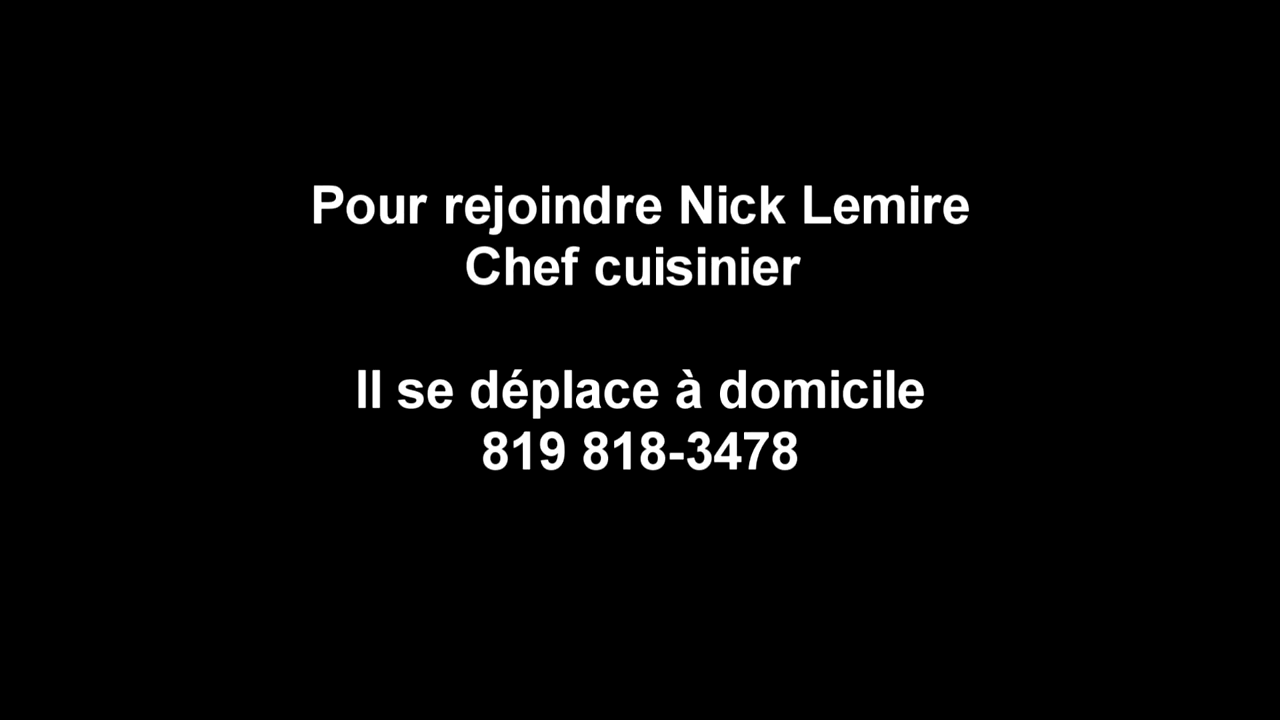 Pour rejoindre Nick Lemire
Chef cuisinier
Il se déplace à domicile
819 818-3478